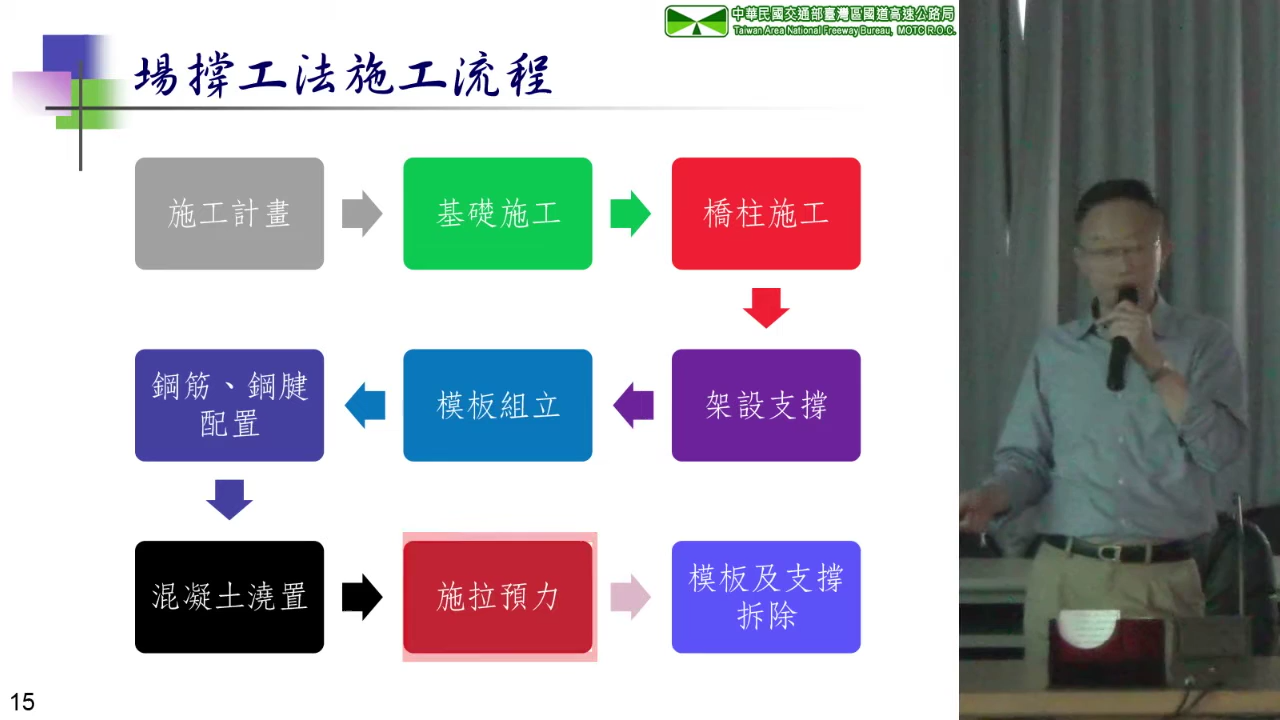 中華民國交通部臺灣區國道高速公路局
Taiwan Area National Freeway Bureau, MOTC R.O.C.
場撐工法施工流程
施工計畫
基礎施工
橋柱施工
鋼筋、鋼腱
配置
模板組立
架設支撐
混凝土澆置
施拉預力
模板及支撐
拆除
15